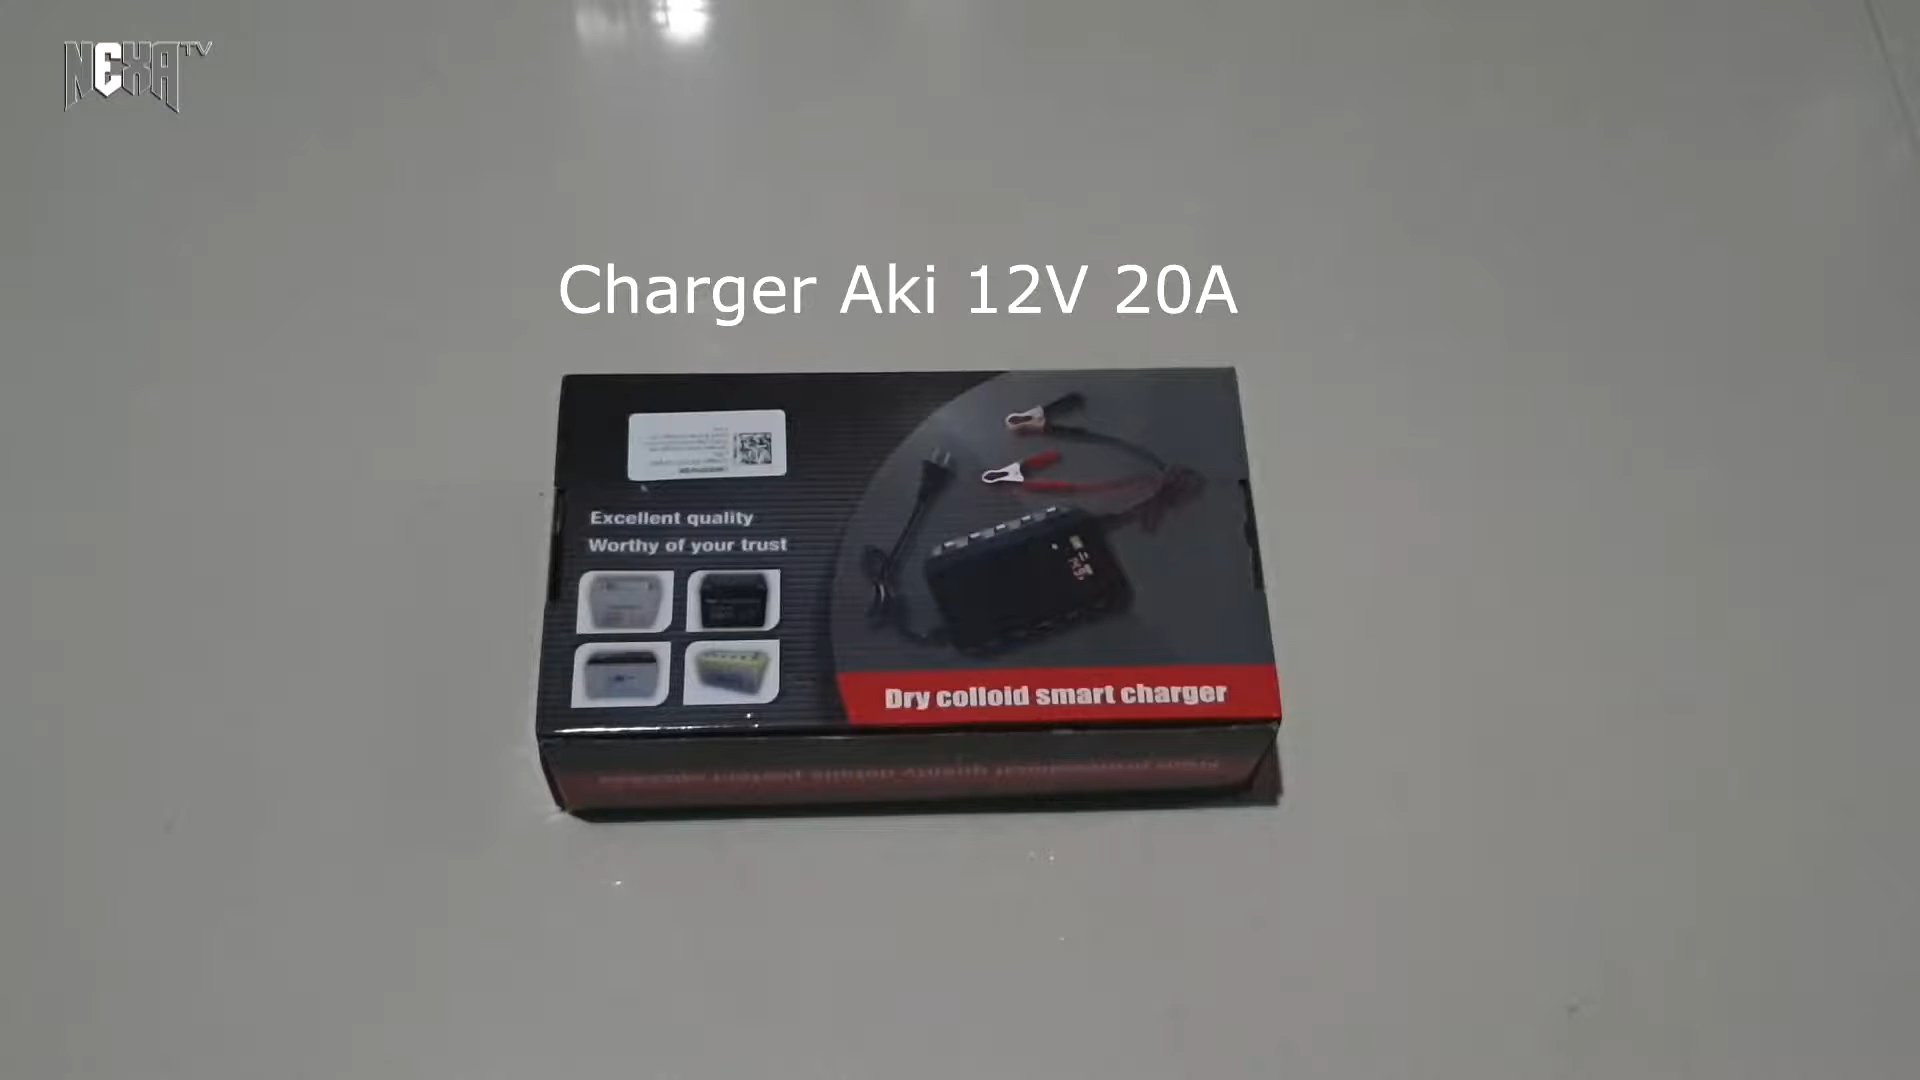 NEXA TV
Charger Aki 12V 20A
Excellent quality
Worthy of your trust
Dry colloid smart charger